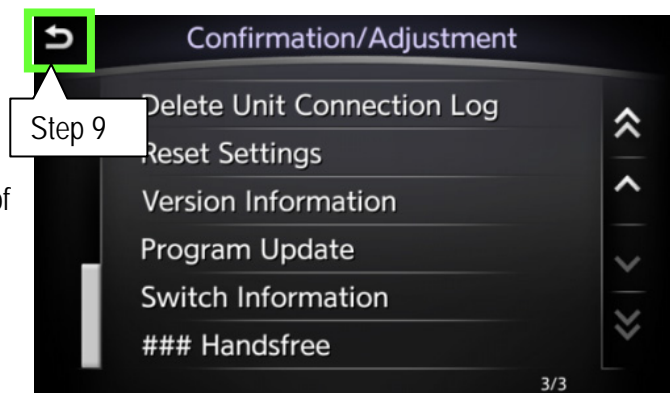 Confirmation/Adjustment
Step 9
Delete Unit Connection Log
Reset Settings
of
Version Information
Program Update
Switch Information
### Handsfree
3/3